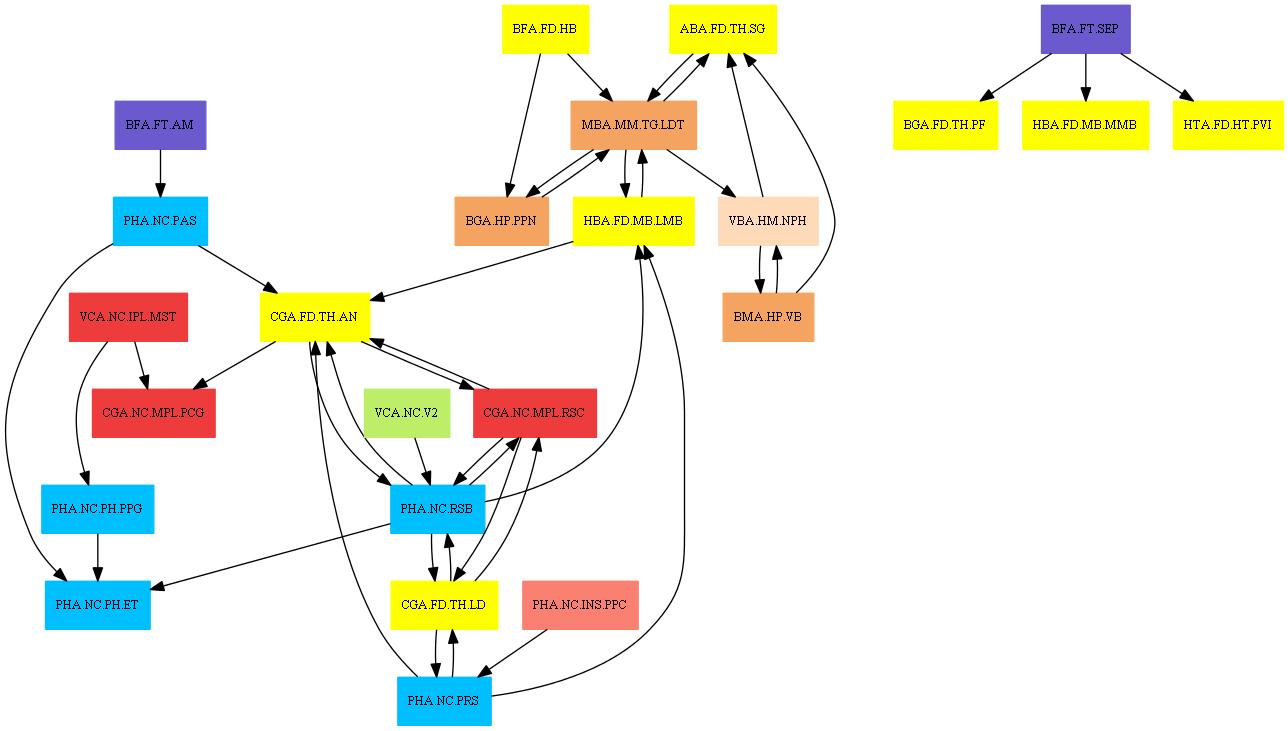 BFA.FD.HB
ABA.FD.TH.SG
BFA.FT.SEP
BFA.FT.AM
MBA.MM.TG.LDT
BGA.FD.TH.PF
HBA.FD.MB.MMB
HTA.FD.HT.PVI
PHA.NC.PAS
BGA.HP.PPN
HBA.FD.MB.LMB
VBA.HM.NPH
VCA.NC.IPL.MST
CGA.FD.TH.AN
BMA.HP.VB
CGA.NC.MPL.PCG
VCA.NC.V2
CGA.NC.MPL.RSC
PHA.NC.PH.PPG
PHA.NC.RSB
PHA.NC.PH.ET
CGA.FD.TH.LD
PHA.NC.INS.PPC
PHA.NC.PRS